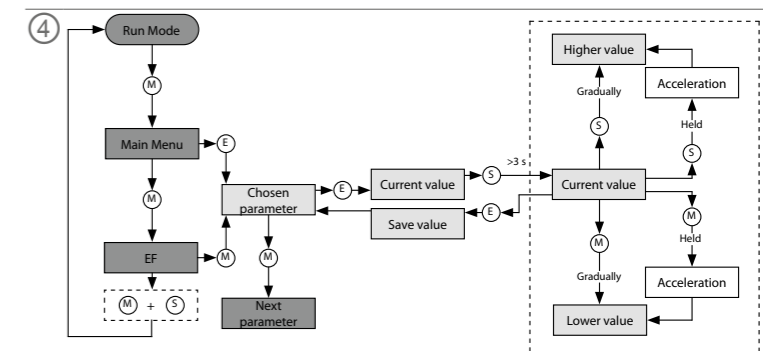 4
Run Mode
M
Main Menu
E
M
EF
M
M + S
Chosen
parameter
M
Next
parameter
E
Current value
S
>3 s
Save value
E
Higher value
Gradually
S
Acceleration
Held
S
Current value
M
Gradually
Lower value
M
Held
Acceleration